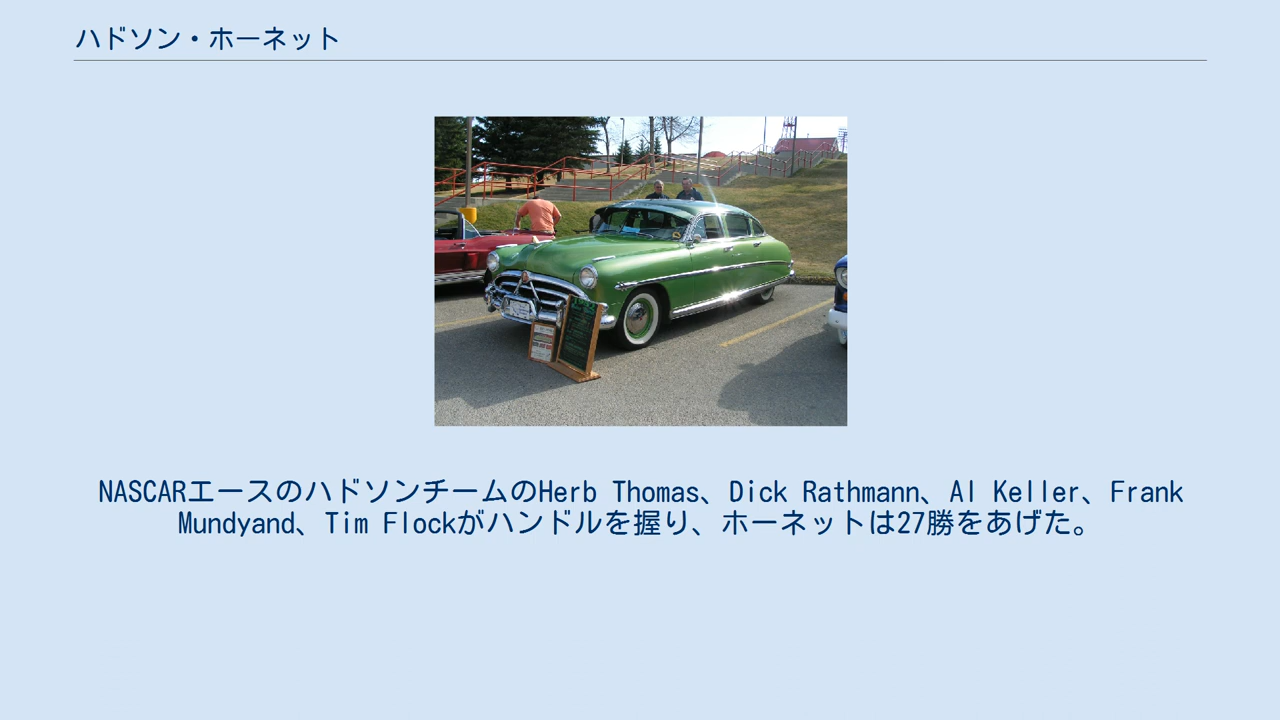 ハドソン・ホーネット
NASCARエースのハドソンチームのHerb Thomas、Dick Rathmann、Al Keller、Frank
Mundyand、Tim Flockがハンドルを握り、ホーネットは27勝をあげた。